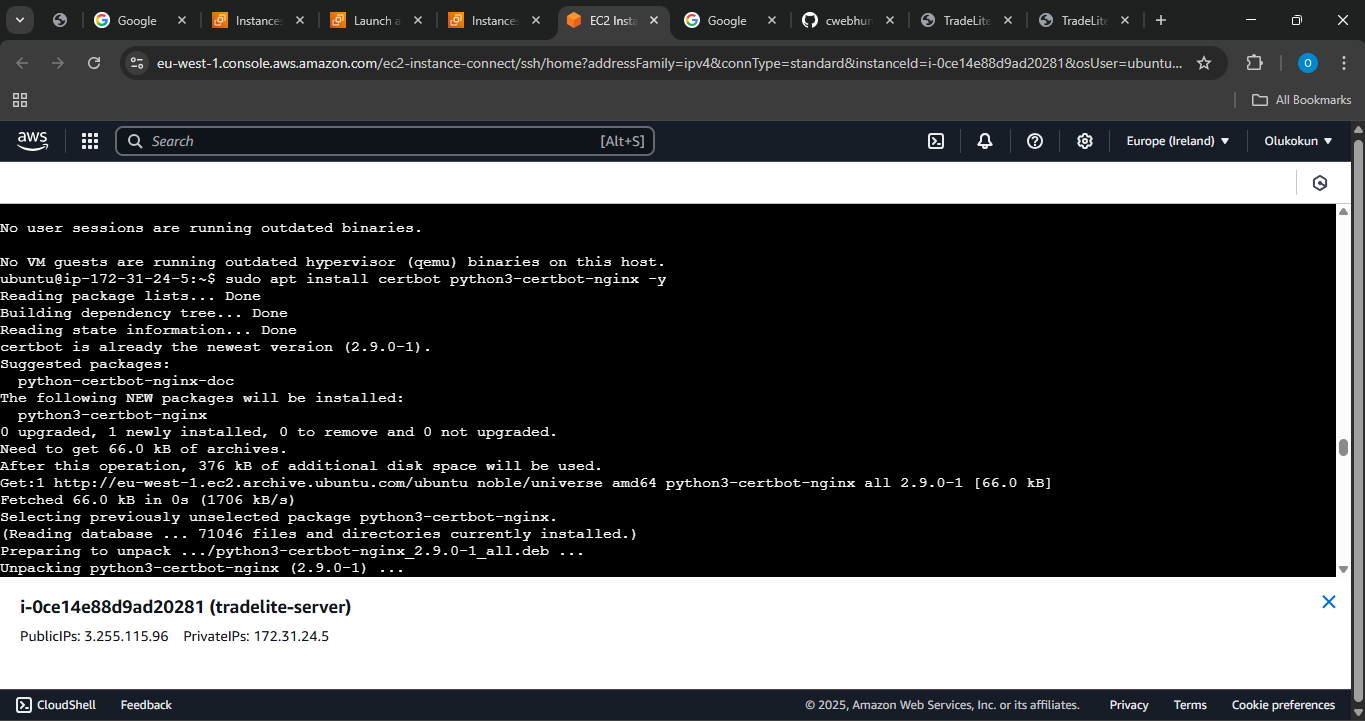 Google
Instances
Launch a
Instances
EC2 Insta
Google
cwebhun
TradeLite
TradeLite
eu-west-1.console.aws.amazon.com/ec2-instance-connect/ssh/home?addressFamily=ipv4&connType=standard&instanceId=i-0ce14e88d9ad20281&osUser=ubuntu...
O
All Bookmarks
aws
Search
[Alt+S]
Europe (Ireland)
Olukokun
No user sessions are running outdated binaries.
No VM guests are running outdated hypervisor (qemu) binaries on this host.
ubuntu@ip-172-31-24-5:~$ sudo apt install certbot python3-certbot-nginx -y
Reading package lists... Done
Building dependency tree... Done
Reading state information... Done
certbot is already the newest version (2.9.0-1).
Suggested packages:
  python-certbot-nginx-doc
The following NEW packages will be installed:
  python3-certbot-nginx
0 upgraded, 1 newly installed, 0 to remove and 0 not upgraded.
Need to get 66.0 kB of archives.
After this operation, 376 kB of additional disk space will be used.
Get:1 http://eu-west-1.ec2.archive.ubuntu.com/ubuntu noble/universe amd64 python3-certbot-nginx all 2.9.0-1 [66.0 kB]
Fetched 66.0 kB in 0s (1706 kB/s)
Selecting previously unselected package python3-certbot-nginx.
(Reading database ... 71046 files and directories currently installed.)
Preparing to unpack .../python3-certbot-nginx_2.9.0-1_all.deb ...
Unpacking python3-certbot-nginx (2.9.0-1) ...
i-0ce14e88d9ad20281 (tradelite-server)
PublicIPs: 3.255.115.96 PrivateIPs: 172.31.24.5
CloudShell Feedback © 2025, Amazon Web Services, Inc. or its affiliates. Privacy Terms Cookie preferences